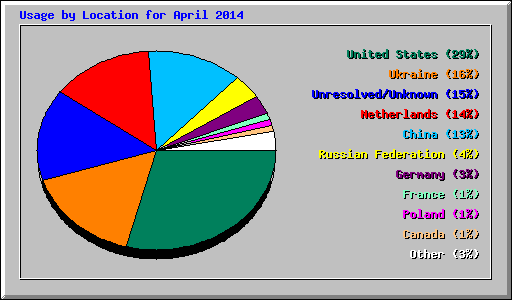 Usage by Location for April 2014
United States (29%)
Ukraine (16%)
Unresolved/Unknown (15%)
Netherlands (14%)
China (13%)
Russian Federation (4%)
Germany (3%)
France (1%)
Poland (1%)
Canada (1%)
Other (3%)